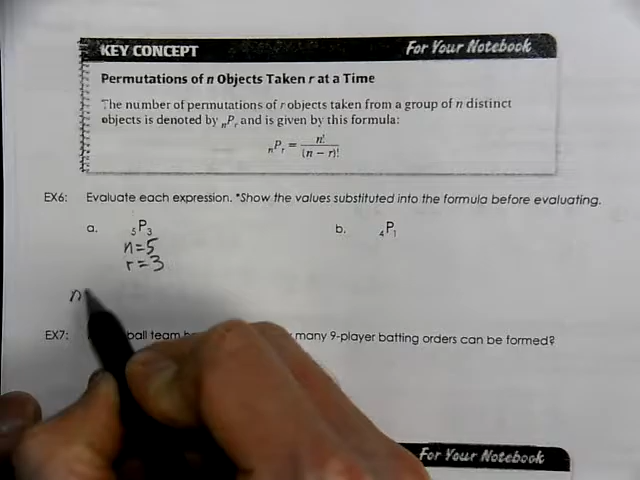 KEY CONCEPT For Your Notebook
Permutations of n Objects Taken r at a Time
The number of permutations of r objects taken from a group of n distinct
objects is denoted by ₙPᵣ and is given by this formula:
ₙPᵣ = n! / (n − r)!
EX6: Evaluate each expression. *Show the values substituted into the formula before evaluating.
a. ₅P₃ b. ₄P₁
n=5
r=3
n
EX7: ball team many 9-player batting orders can be formed?
For Your Notebook